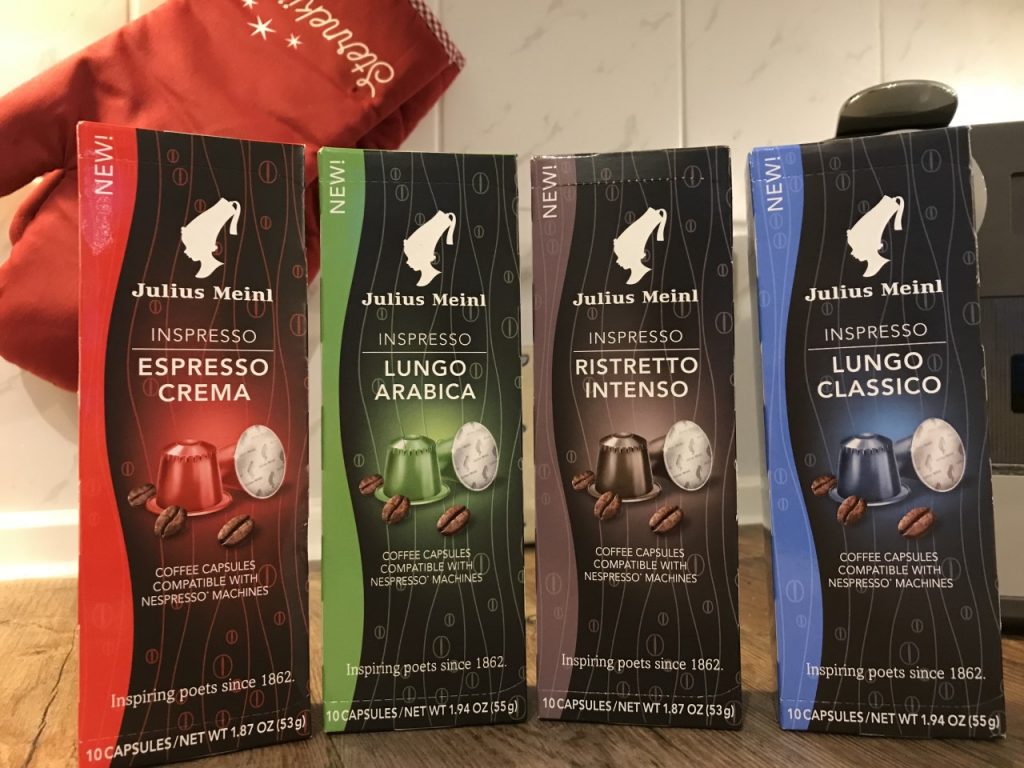 Sternekü
NEW!
Julius Meinl
INSPRESSO
ESPRESSO
CREMA
COFFEE CAPSULES
COMPATIBLE WITH
NESPRESSO* MACHINES
Inspiring poets since 1862.
10 CAPSULES / NET WT 1.87 OZ (53g)
NEW!
Julius Meinl
INSPRESSO
LUNGO
ARABICA
COFFEE CAPSULES
COMPATIBLE WITH
NESPRESSO* MACHINES
Inspiring poets since 1862.
10 CAPSULES / NET WT 1.94 OZ (55g)
NEW!
Julius Meinl
INSPRESSO
RISTRETTO
INTENSO
COFFEE CAPSULES
COMPATIBLE WITH
NESPRESSO* MACHINES
Inspiring poets since 1862.
10 CAPSULES / NET WT 1.87 OZ (53g)
NEW!
Julius Meinl
INSPRESSO
LUNGO
CLASSICO
COFFEE CAPSULES
COMPATIBLE WITH
NESPRESSO* MACHINES
Inspiring poets since 1862.
10 CAPSULES / NET WT 1.94 OZ (55g)